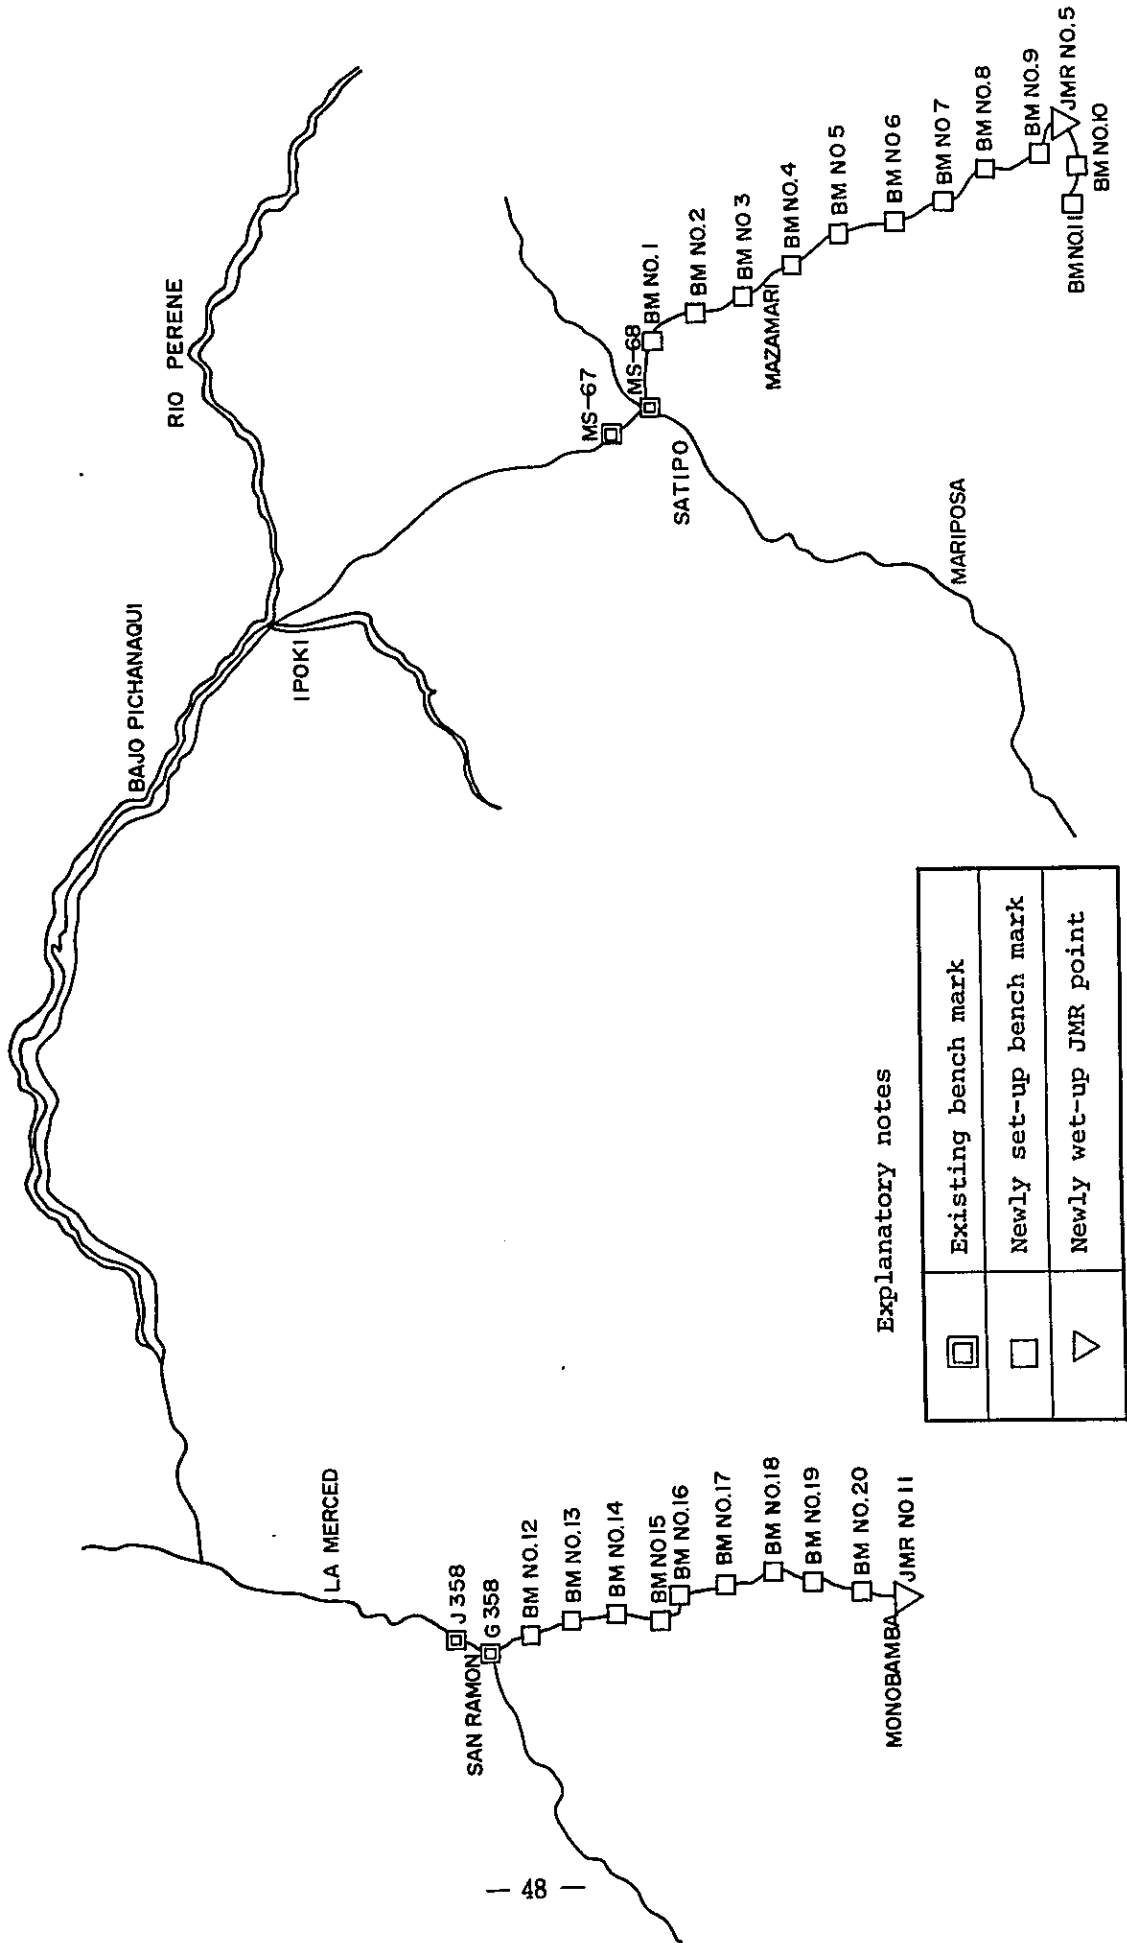 RIO PERENE
BAJO PICHANAQUI
IPOKI
LA MERCED
J 358
G 358
SAN RAMON
BM NO.12
BM NO.13
BM NO.14
BM NO 15
BM NO.16
BM NO.17
BM NO.18
BM NO.19
BM NO.20
JMR NO 11
MONOBAMBA
MS-67
MS-68
SATIPO
MARIPOSA
BM NO.1
BM NO.2
BM NO 3
MAZAMARI
BM NO.4
BM NO 5
BM NO 6
BM NO 7
BM NO.8
BM NO.9
JMR NO.5
BM NO.10
BM NO.11
Explanatory notes
Existing bench mark
Newly set-up bench mark
Newly wet-up JMR point
— 48 —